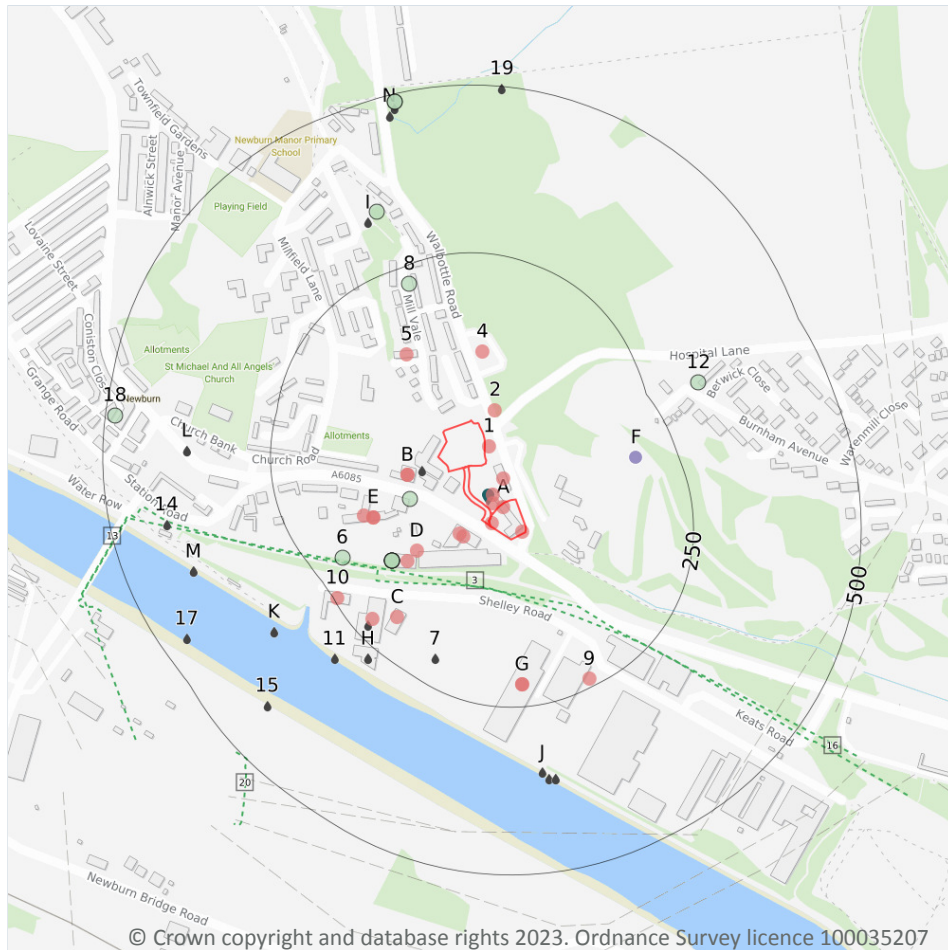 19
N
Townfield Gardens
Newburn Manor Primary
School
Alnwick Street
Manor Avenue
Playing Field
I
Lovaine Street
Millfield Lane
Walbottle Road
8
Mill Vale
Coniston Close
5
4
Hospital Lane
Allotments
St Michael And All Angels
Church
12
Berwick Close
Grange Road
18
Newburn
2
Burnham Avenue
Warenmill Close
L
Church Bank
Allotments
1
F
Church Road
B
A6085
Station Road
Water Row
A
14
E
13
D
6
250
M
3
500
10
C
Shelley Road
K
17
11
H
7
G
9
15
Keats Road
16
J
20
Newburn Bridge Road
© Crown copyright and database rights 2023. Ordnance Survey licence 100035207